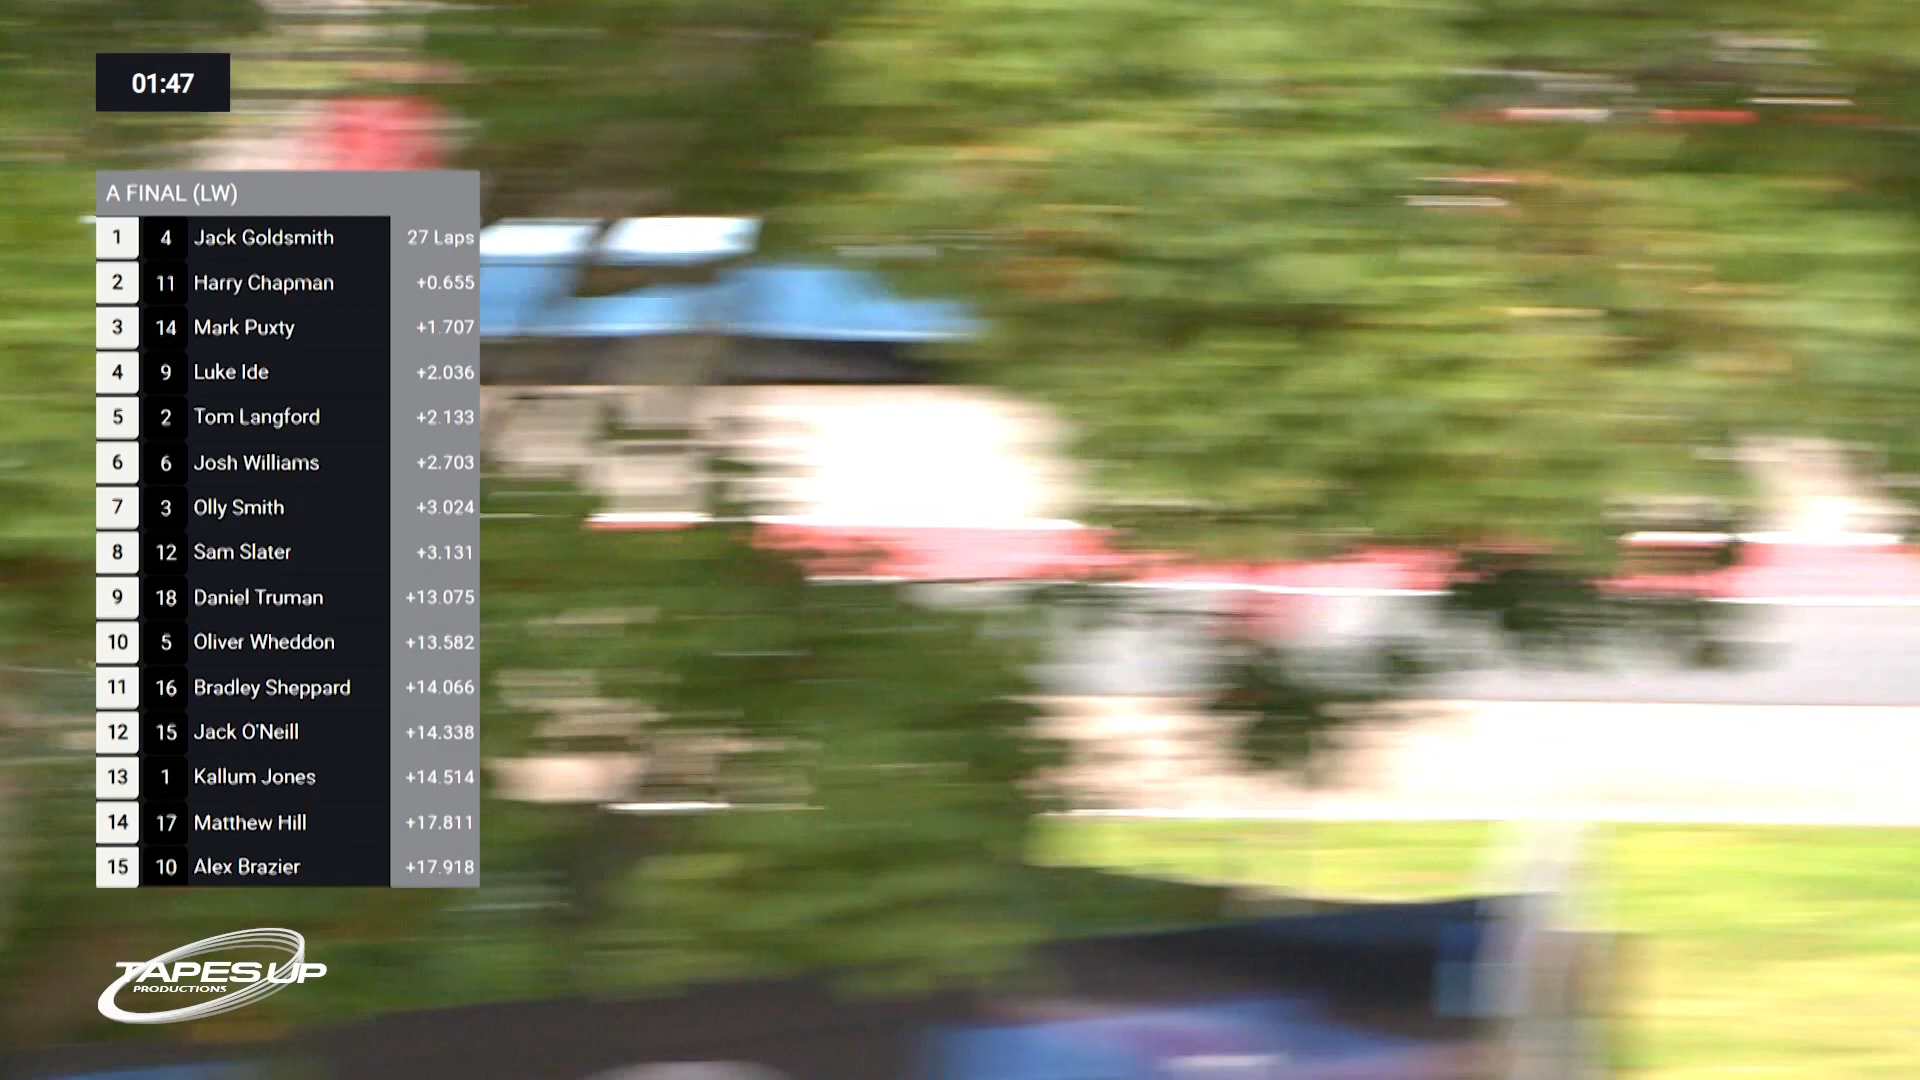 01:47
A FINAL (LW)
1 4 Jack Goldsmith 27 Laps
2 11 Harry Chapman +0.655
3 14 Mark Puxty +1.707
4 9 Luke Ide +2.036
5 2 Tom Langford +2.133
6 6 Josh Williams +2.703
7 3 Olly Smith +3.024
8 12 Sam Slater +3.131
9 18 Daniel Truman +13.075
10 5 Oliver Wheddon +13.582
11 16 Bradley Sheppard +14.066
12 15 Jack O'Neill +14.338
13 1 Kallum Jones +14.514
14 17 Matthew Hill +17.811
15 10 Alex Brazier +17.918
TAPES UP
PRODUCTIONS